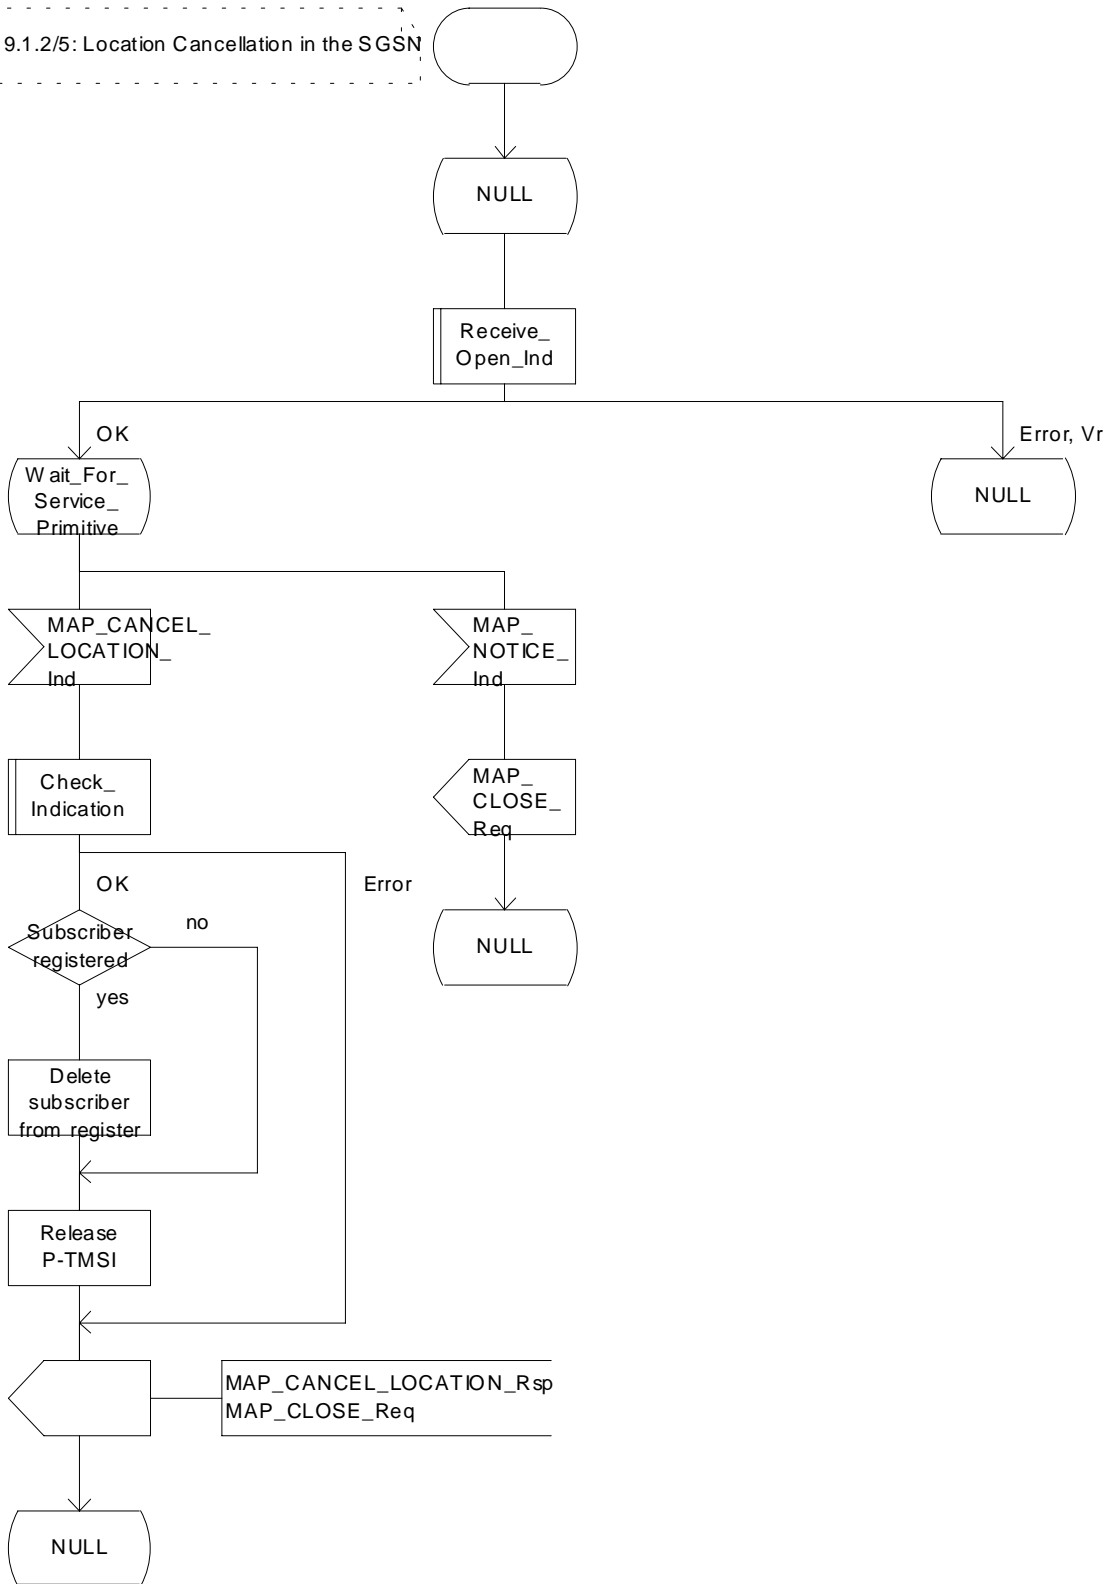 9.1.2/5: Location Cancellation in the SGSN
NULL
Receive_
Open_Ind
OK
Error, Vr
Wait_For_
Service_
Primitive
NULL
MAP_CANCEL_
LOCATION_
Ind
MAP_
NOTICE_
Ind
Check_
Indication
MAP_
CLOSE_
Req
OK
Error
Subscriber
registered
no
yes
NULL
Delete
subscriber
from register
Release
P-TMSI
MAP_CANCEL_LOCATION_Rsp
MAP_CLOSE_Req
NULL